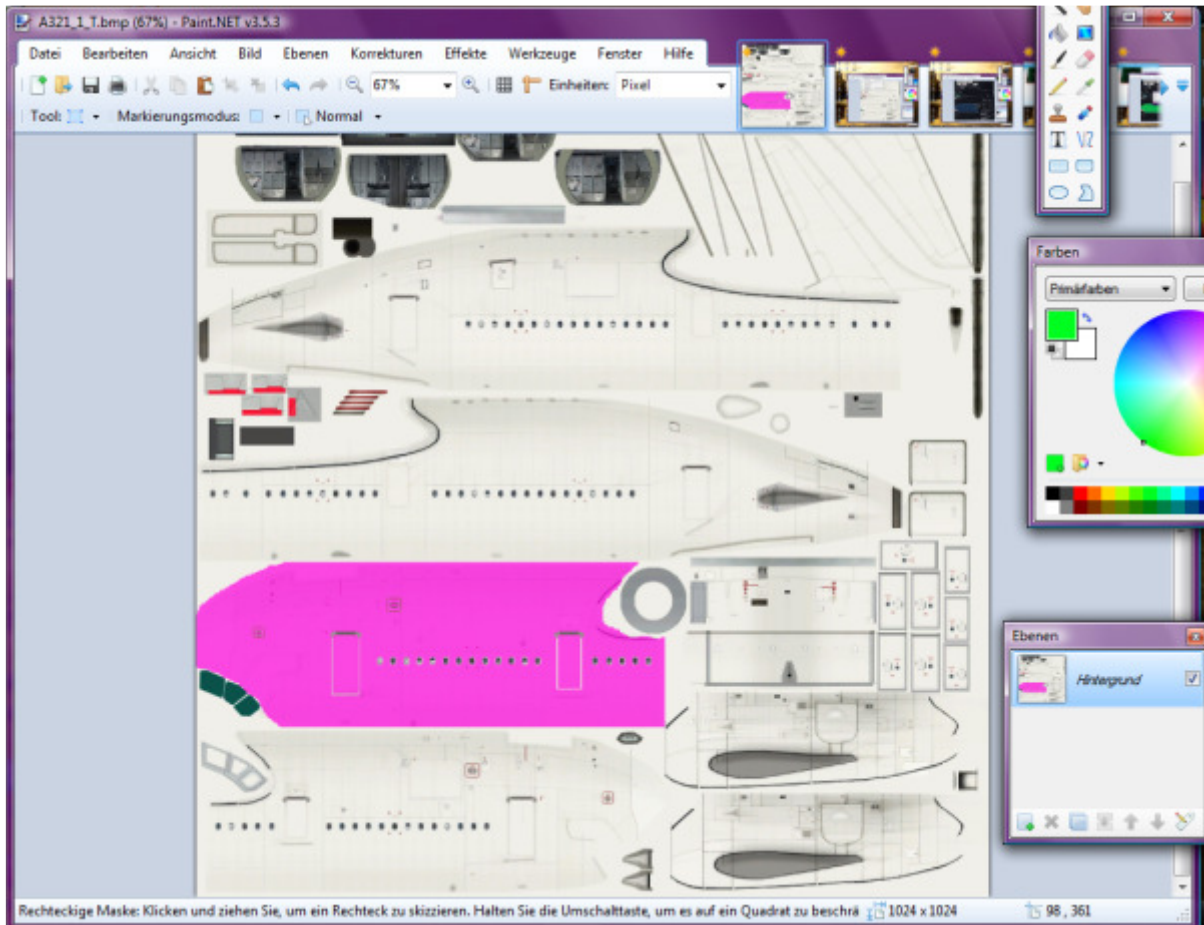 A321_1_T.bmp (67%) - Paint.NET v3.5.3
Datei Bearbeiten Ansicht Bild Ebenen Korrekturen Effekte Werkzeuge Fenster Hilfe
67% Einheiten: Pixel
Tool: Markierungsmodus: Normal
Farben
Primärfarben
Ebenen
Hintergrund
Rechteckige Maske: Klicken und ziehen Sie, um ein Rechteck zu skizzieren. Halten Sie die Umschalttaste, um es auf ein Quadrat zu beschrä 1024 x 1024 98, 361